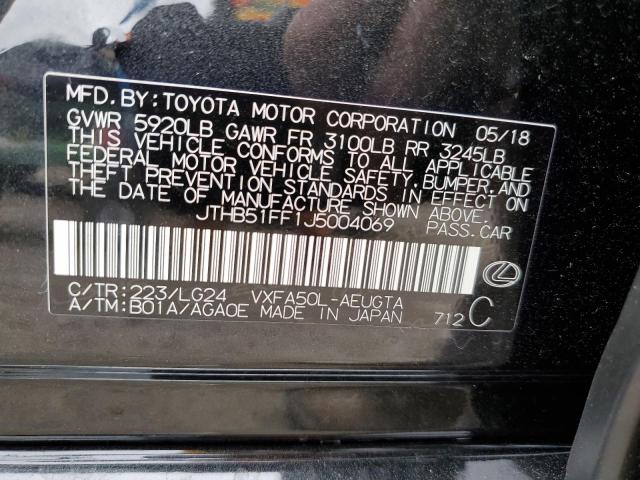 MFD. BY: TOYOTA MOTOR CORPORATION 05/18
GVWR 5920LB GAWR FR 3100LB RR 3245LB
THIS VEHICLE CONFORMS TO ALL APPLICABLE
FEDERAL MOTOR VEHICLE SAFETY, BUMPER, AND
THEFT PREVENTION STANDARDS IN EFFECT
ON THE DATE OF MANUFACTURE SHOWN ABOVE.
JTHB51FF1J5004069 PASS. CAR
C/TR: 223/LG24 VXFA50L-AEUGTA
A/TM: B01A/AGA0E MADE IN JAPAN 712 C